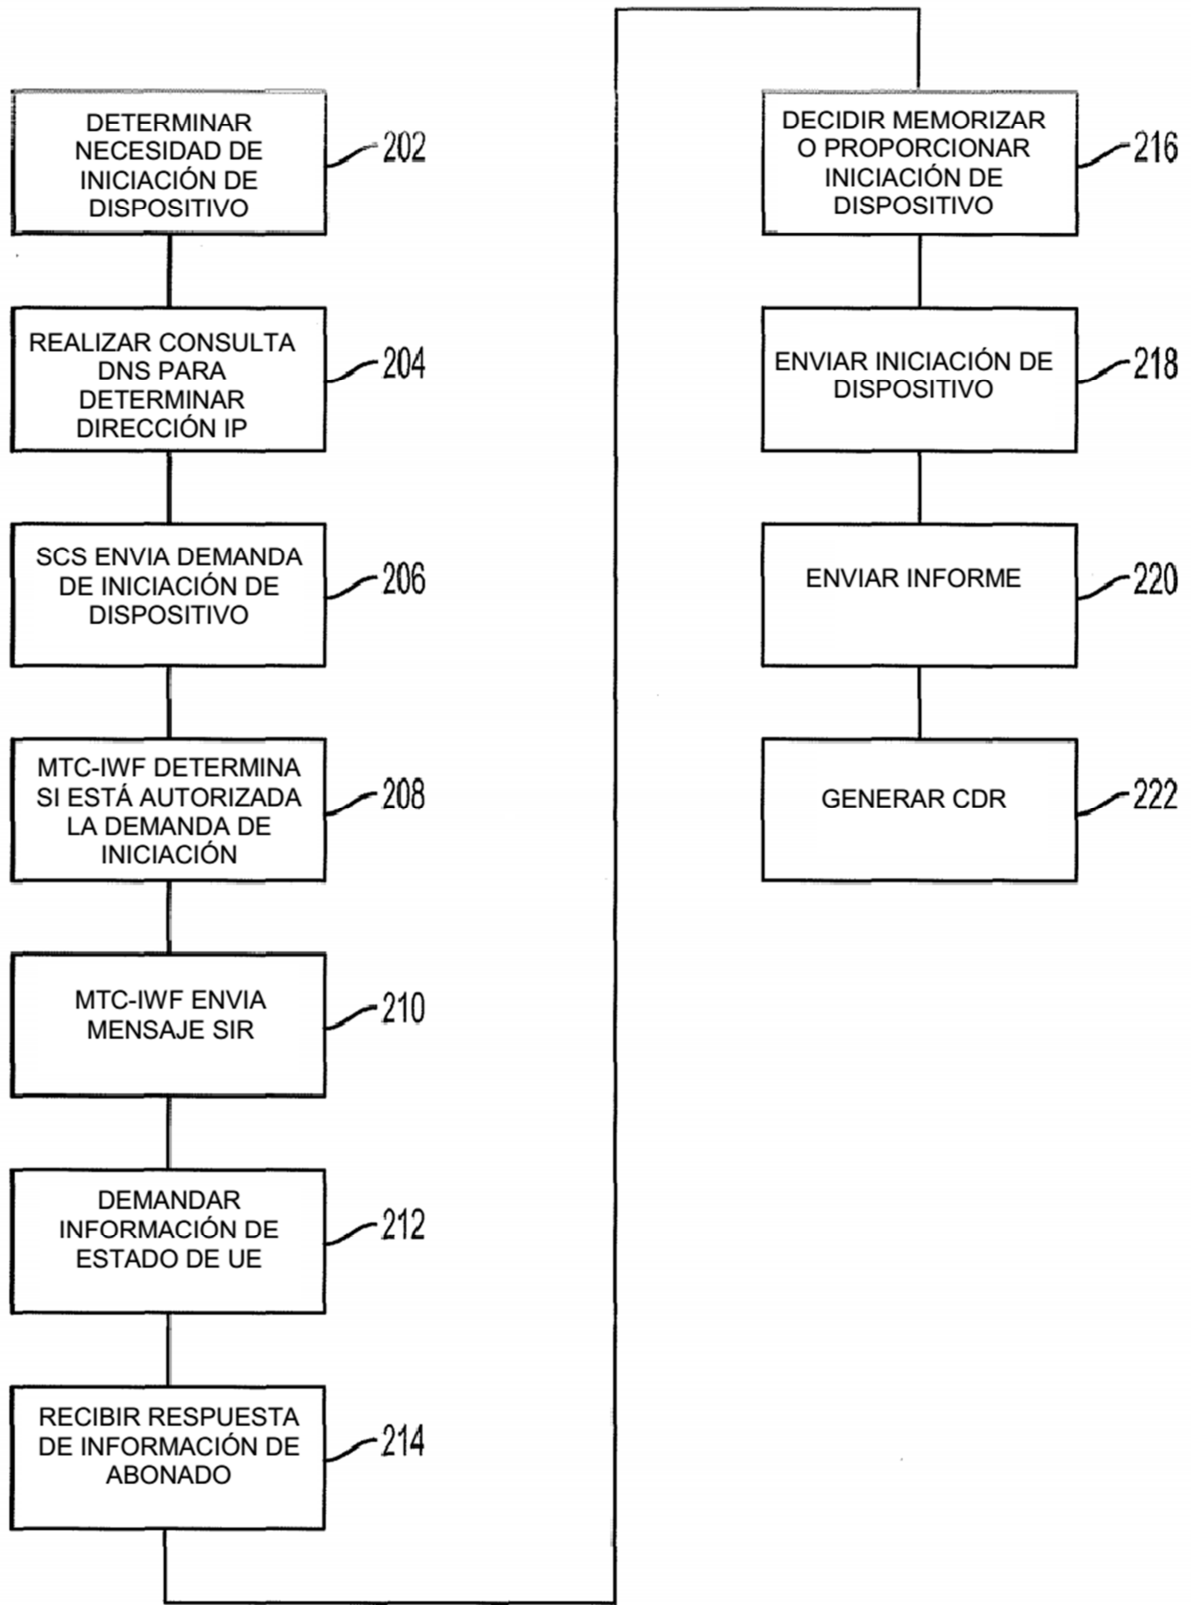 DETERMINAR
NECESIDAD DE
INICIACIÓN DE
DISPOSITIVO
202
REALIZAR CONSULTA
DNS PARA
DETERMINAR
DIRECCIÓN IP
204
SCS ENVIA DEMANDA
DE INICIACIÓN DE
DISPOSITIVO
206
MTC-IWF DETERMINA
SI ESTÁ AUTORIZADA
LA DEMANDA DE
INICIACIÓN
208
MTC-IWF ENVIA
MENSAJE SIR
210
DEMANDAR
INFORMACIÓN DE
ESTADO DE UE
212
RECIBIR RESPUESTA
DE INFORMACIÓN DE
ABONADO
214
DECIDIR MEMORIZAR
O PROPORCIONAR
INICIACIÓN DE
DISPOSITIVO
216
ENVIAR INICIACIÓN DE
DISPOSITIVO
218
ENVIAR INFORME
220
GENERAR CDR
222